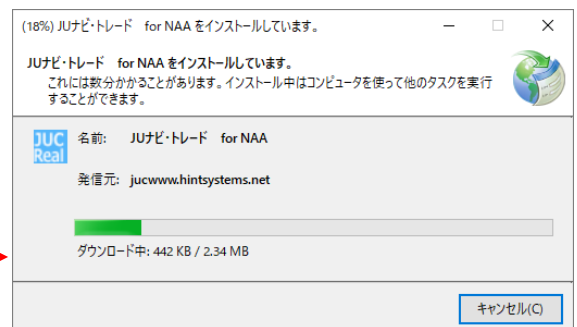 (18%) JUナビ・トレード　for NAA をインストールしています。
JUナビ・トレード　for NAA をインストールしています。
これには数分かかることがあります。インストール中はコンピュータを使って他のタスクを実行
することができます。
JUC
Real
名前:　JUナビ・トレード　for NAA
発信元:　jucwww.hintsystems.net
ダウンロード中: 442 KB / 2.34 MB
キャンセル(C)